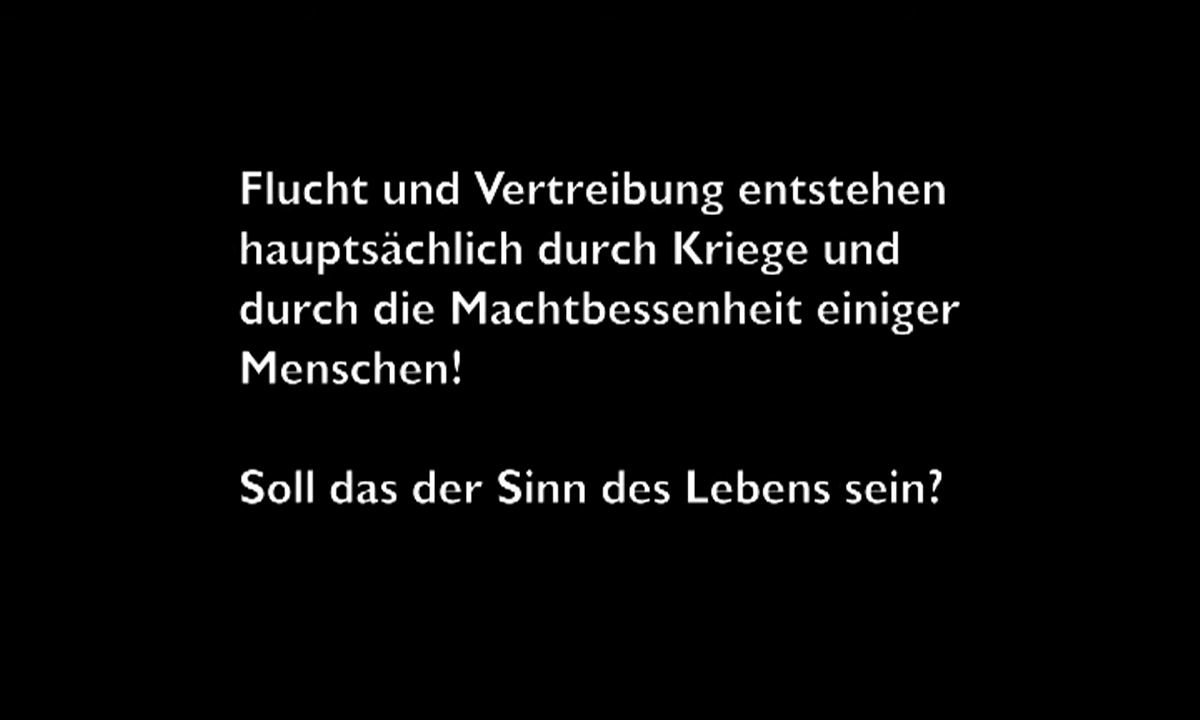 Flucht und Vertreibung entstehen
hauptsächlich durch Kriege und
durch die Machtbessenheit einiger
Menschen!
Soll das der Sinn des Lebens sein?